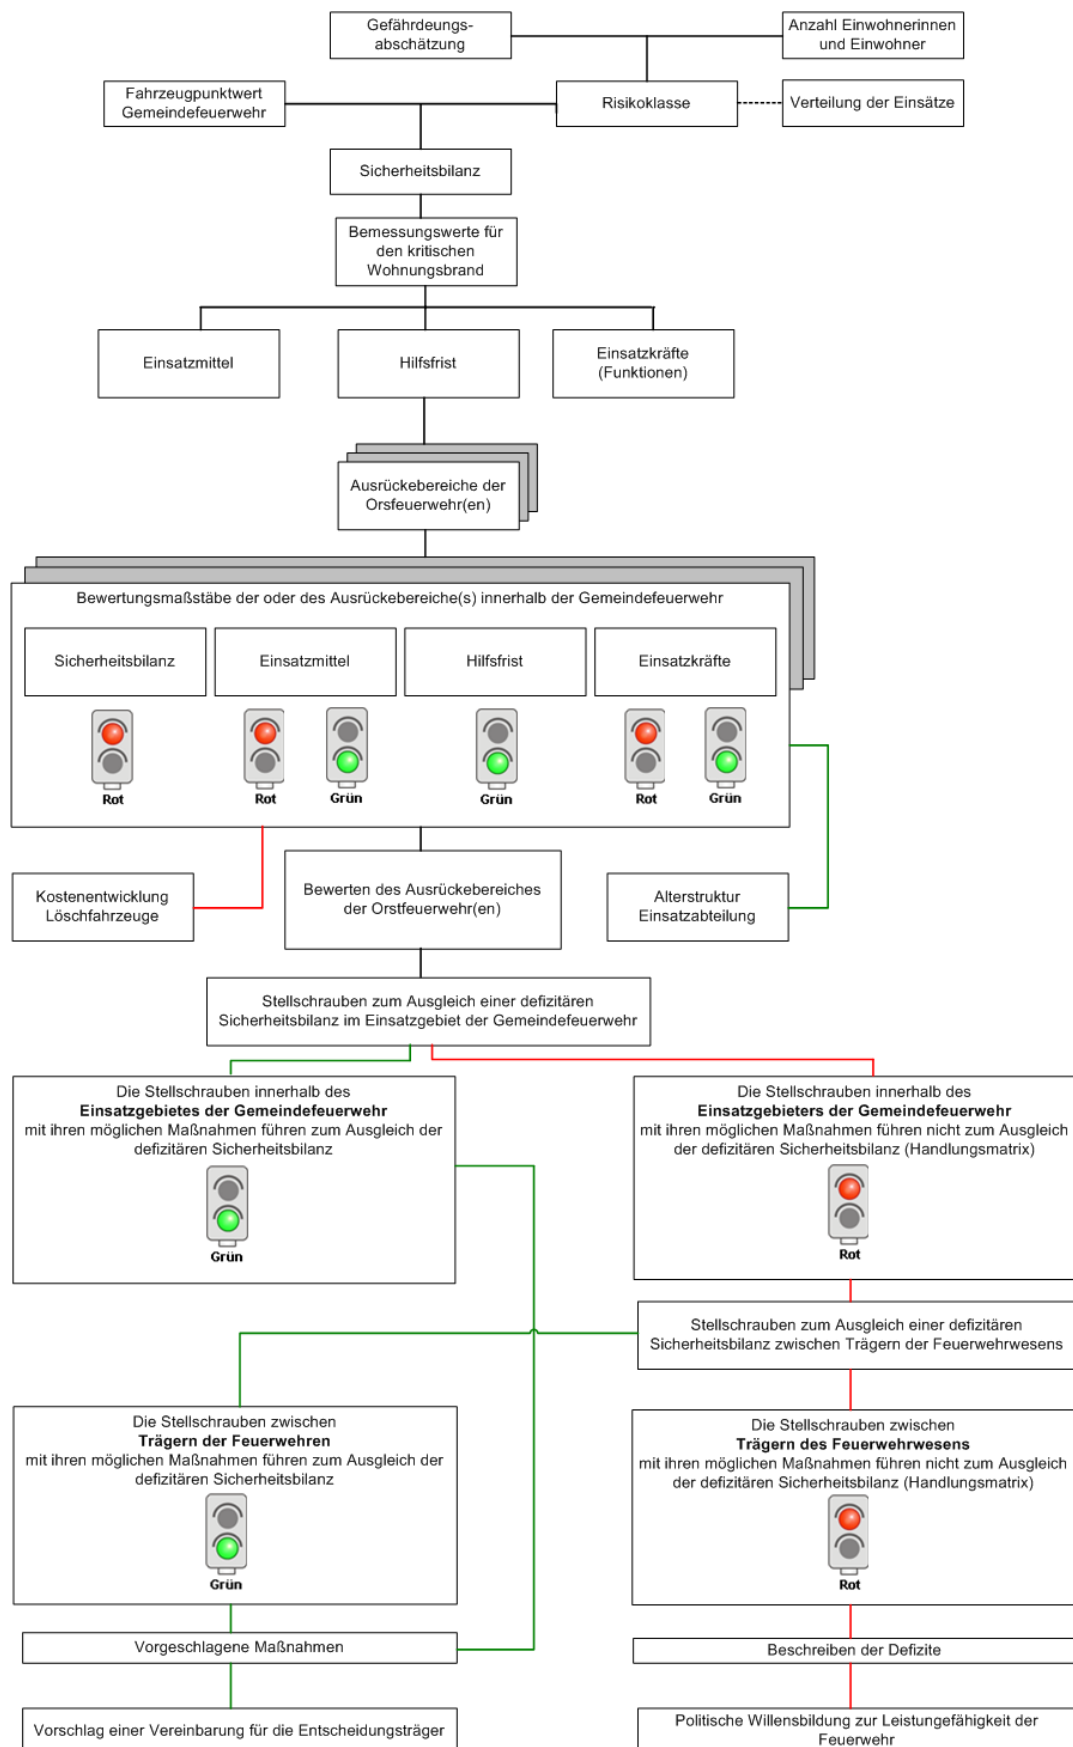 Gefährdeungs-
abschätzung
Anzahl Einwohnerinnen
und Einwohner
Fahrzeugpunktwert
Gemeindefeuerwehr
Risikoklasse
Verteilung der Einsätze
Sicherheitsbilanz
Bemessungswerte für
den kritischen
Wohnungsbrand
Einsatzmittel
Hilfsfrist
Einsatzkräfte
(Funktionen)
Ausrückebereiche der
Orsfeuerwehr(en)
Bewertungsmaßstäbe der oder des Ausrückebereiche(s) innerhalb der Gemeindefeuerwehr
Sicherheitsbilanz
Einsatzmittel
Hilfsfrist
Einsatzkräfte
Rot
Rot
Grün
Grün
Rot
Grün
Kostenentwicklung
Löschfahrzeuge
Bewerten des Ausrückebereiches
der Orstfeuerwehr(en)
Alterstruktur
Einsatzabteilung
Stellschrauben zum Ausgleich einer defizitären
Sicherheitsbilanz im Einsatzgebiet der Gemeindefeuerwehr
Die Stellschrauben innerhalb des
Einsatzgebietes der Gemeindefeuerwehr
mit ihren möglichen Maßnahmen führen zum Ausgleich der
defizitären Sicherheitsbilanz
Grün
Die Stellschrauben innerhalb des
Einsatzgebieters der Gemeindefeuerwehr
mit ihren möglichen Maßnahmen führen nicht zum Ausgleich
der defizitären Sicherheitsbilanz (Handlungsmatrix)
Rot
Stellschrauben zum Ausgleich einer defizitären
Sicherheitsbilanz zwischen Trägern der Feuerwehrwesens
Die Stellschrauben zwischen
Trägern der Feuerwehren
mit ihren möglichen Maßnahmen führen zum Ausgleich der
defizitären Sicherheitsbilanz
Grün
Die Stellschrauben zwischen
Trägern des Feuerwehrwesens
mit ihren möglichen Maßnahmen führen nicht zum Ausgleich
der defizitären Sicherheitsbilanz (Handlungsmatrix)
Rot
Vorgeschlagene Maßnahmen
Beschreiben der Defizite
Vorschlag einer Vereinbarung für die Entscheidungsträger
Politische Willensbildung zur Leistungefähigkeit der
Feuerwehr